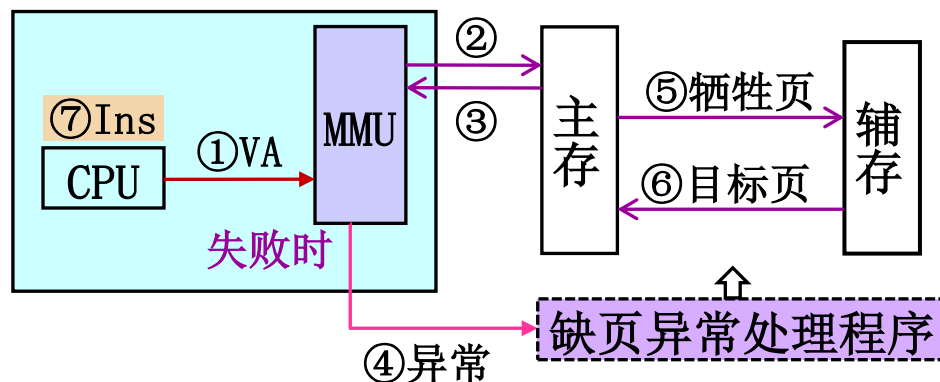 ②
⑤牺牲页
⑦Ins
①VA
MMU
③
主存
辅存
CPU
⑥目标页
失败时
缺页异常处理程序
④异常